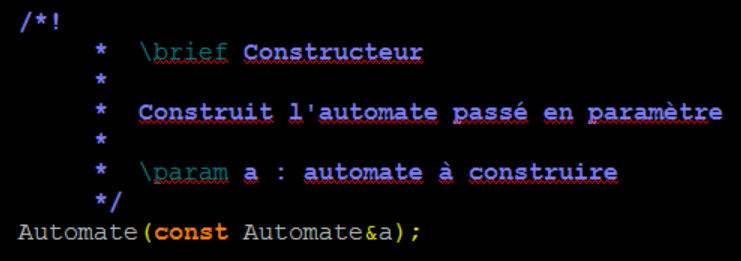 /*!
* \brief Constructeur
*
* Construit l'automate passé en paramètre
*
* \param a : automate à construire
*/
Automate(const Automate&a);